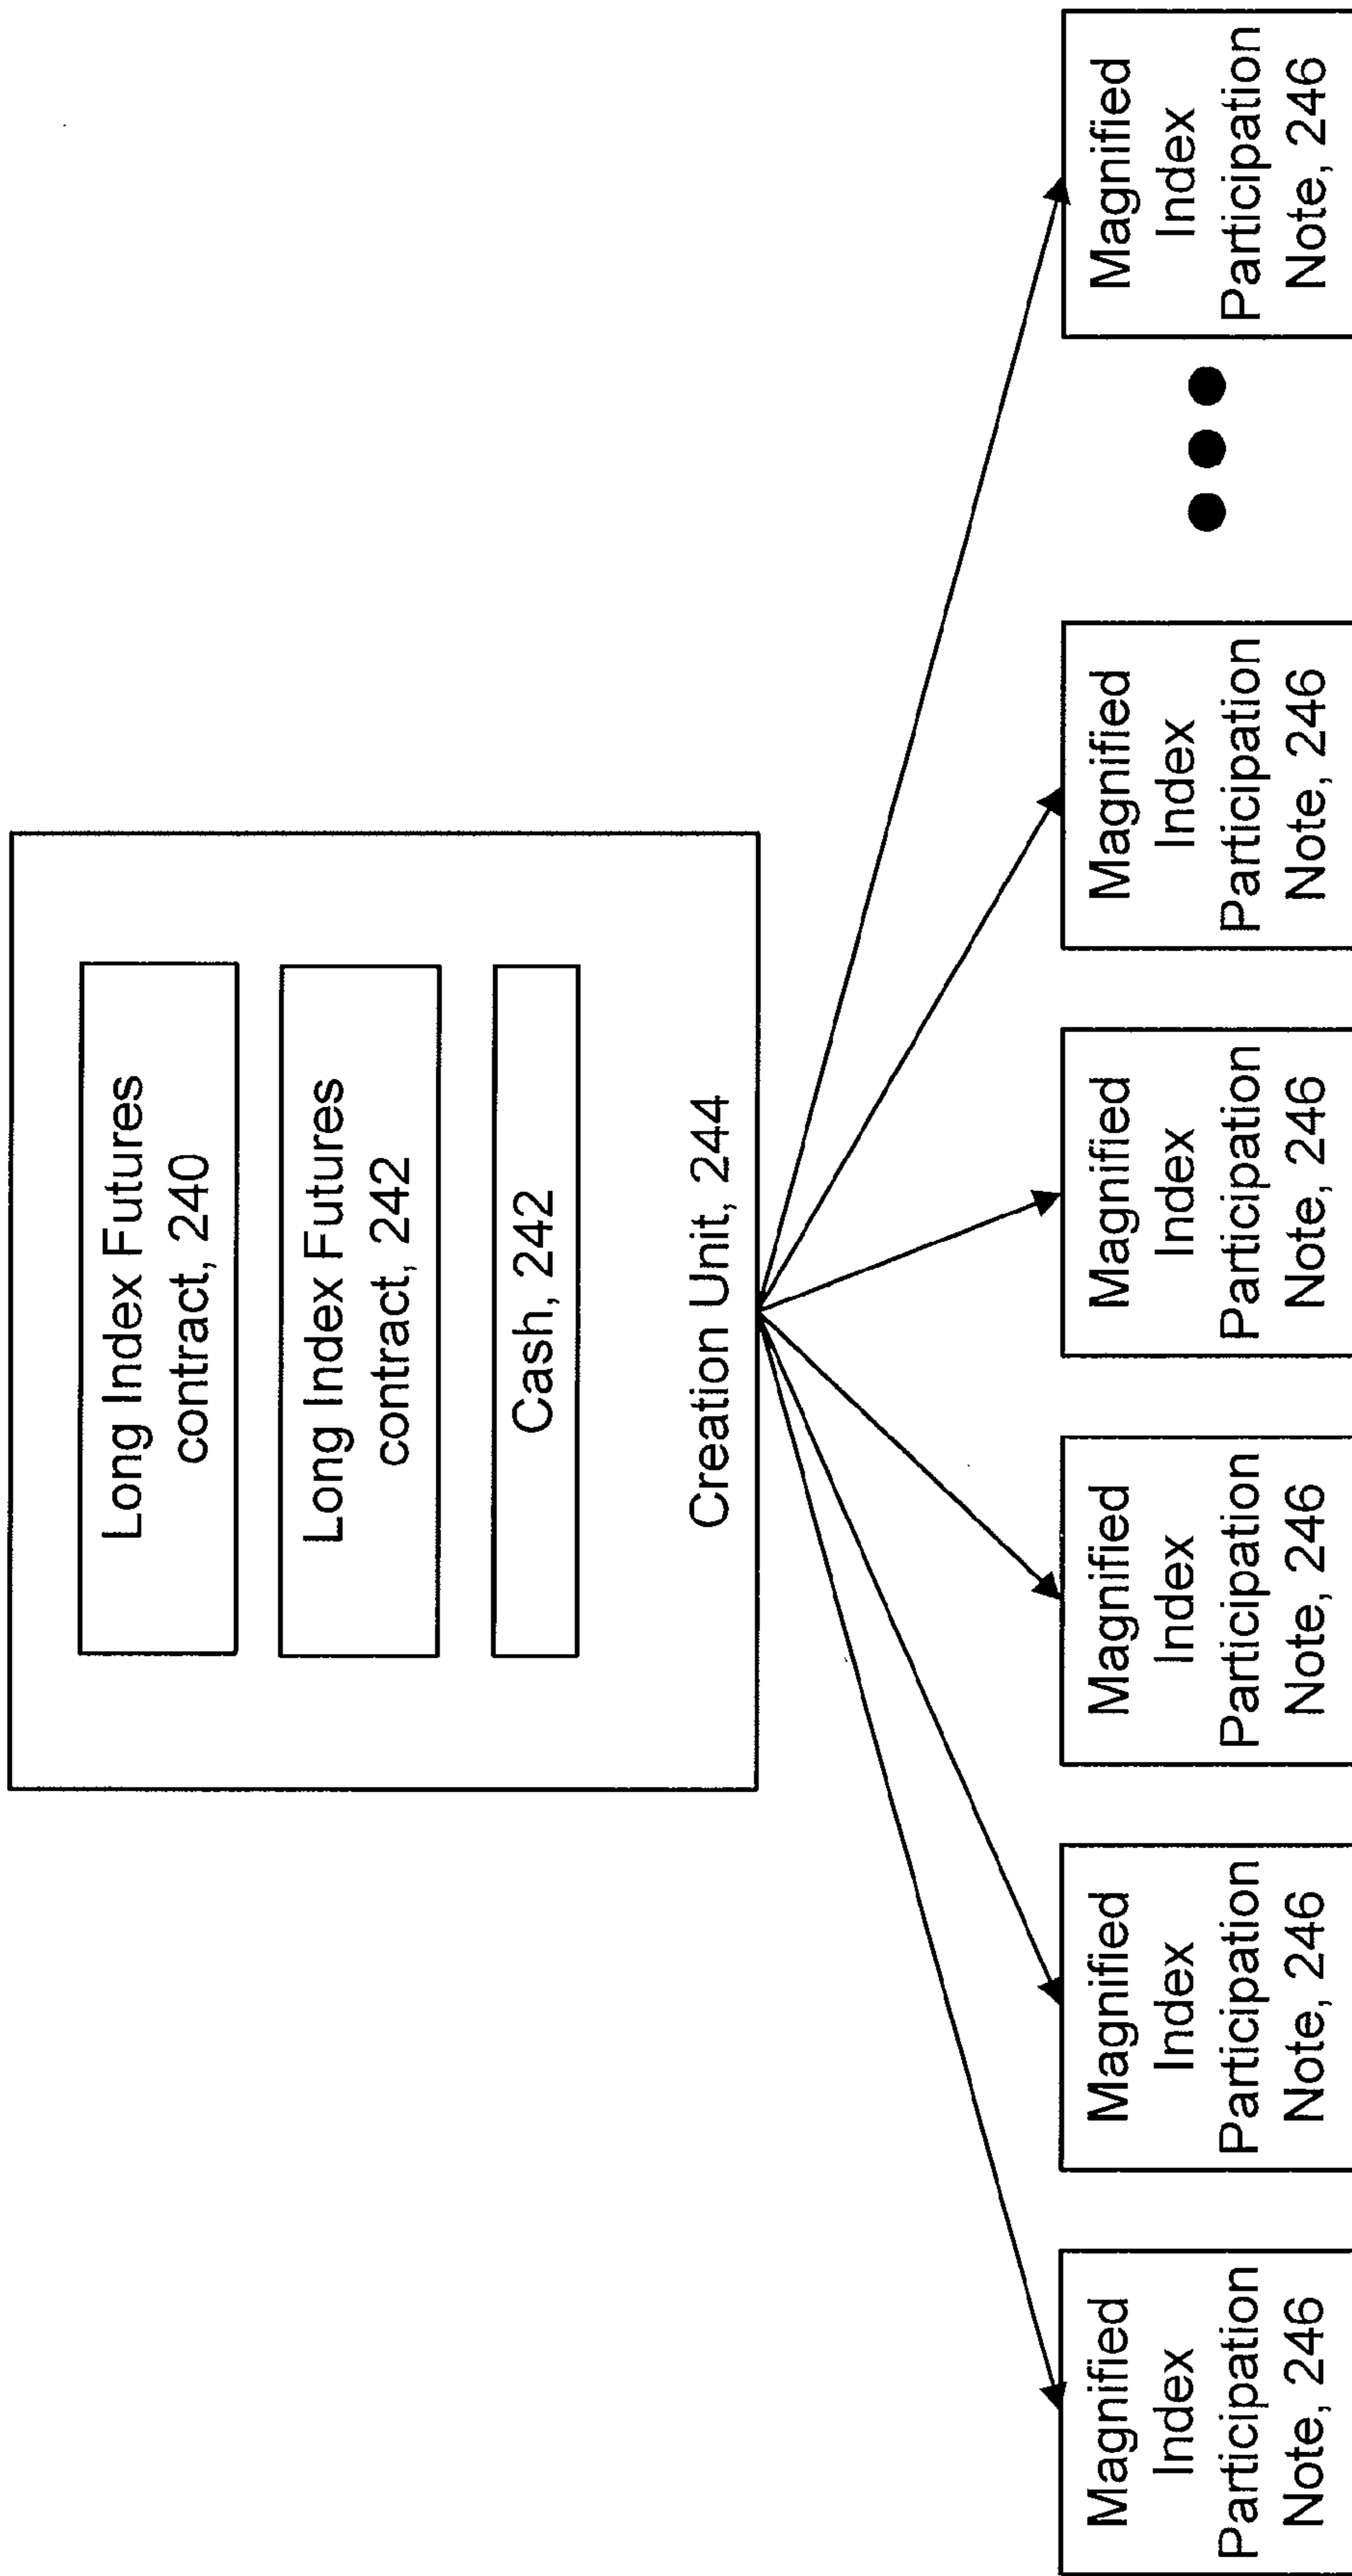 Long Index Futures
contract, 240
Long Index Futures
contract, 242
Cash, 242
Creation Unit, 244
Magnified
Index
Participation
Note, 246
Magnified
Index
Participation
Note, 246
Magnified
Index
Participation
Note, 246
Magnified
Index
Participation
Note, 246
Magnified
Index
Participation
Note, 246
Magnified
Index
Participation
Note, 246